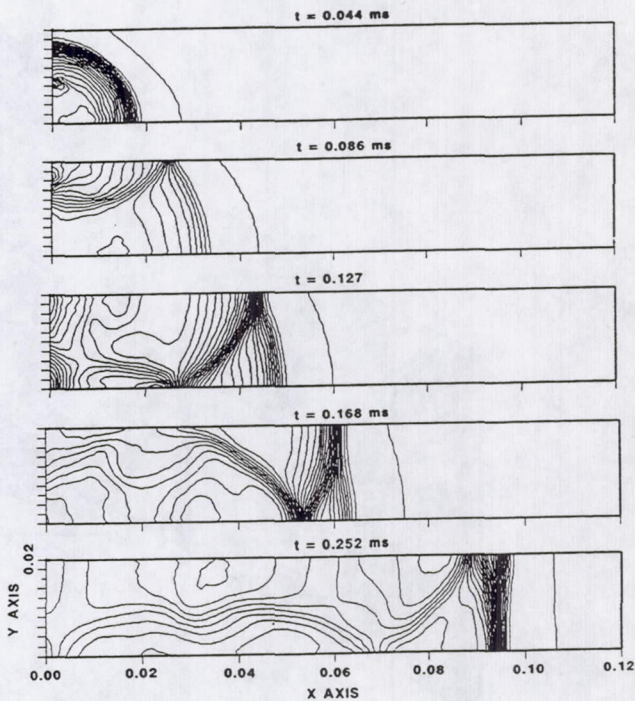 t = 0.044 ms
t = 0.086 ms
t = 0.127
t = 0.168 ms
t = 0.252 ms
Y AXIS
0.02
0.00 0.02 0.04 0.06 0.08 0.10 0.12
X AXIS